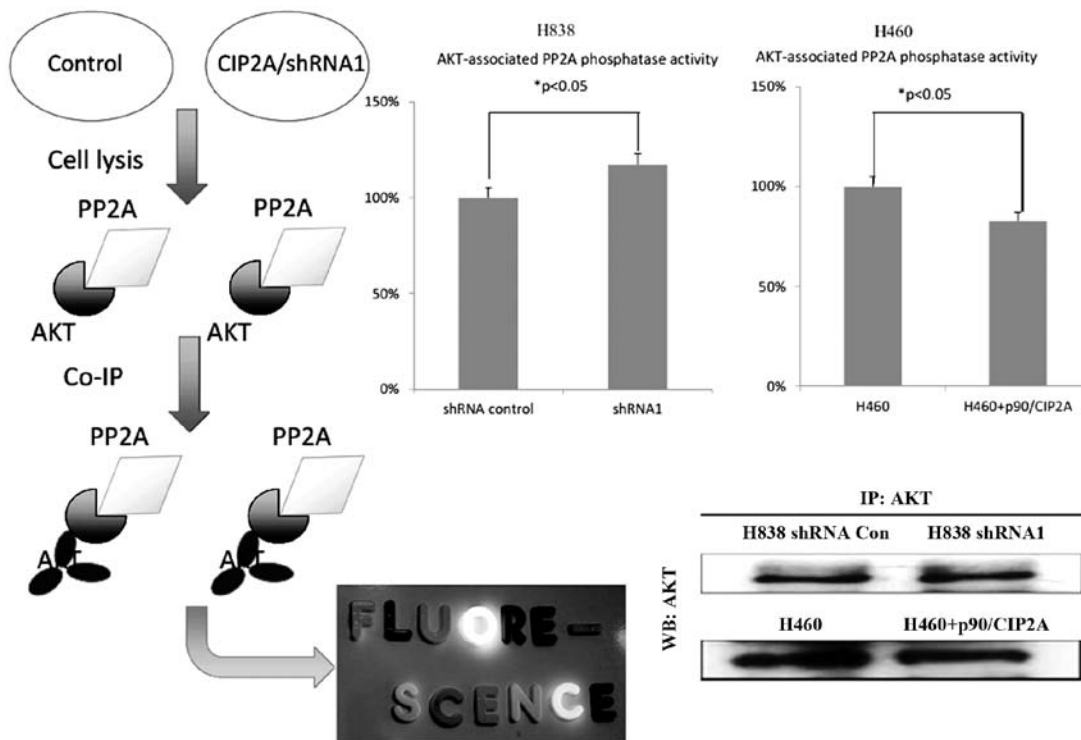 Control
CIP2A/shRNA1
Cell lysis
PP2A
PP2A
AKT
AKT
Co-IP
PP2A
PP2A
FLUORE-
SCENCE
H838
AKT-associated PP2A phosphatase activity
*p<0.05
150%
100%
50%
0%
shRNA control
shRNA1
H460
AKT-associated PP2A phosphatase activity
*p<0.05
150%
100%
50%
0%
H460
H460+p90/CIP2A
IP: AKT
H838 shRNA Con
H838 shRNA1
WB: AKT
H460
H460+p90/CIP2A